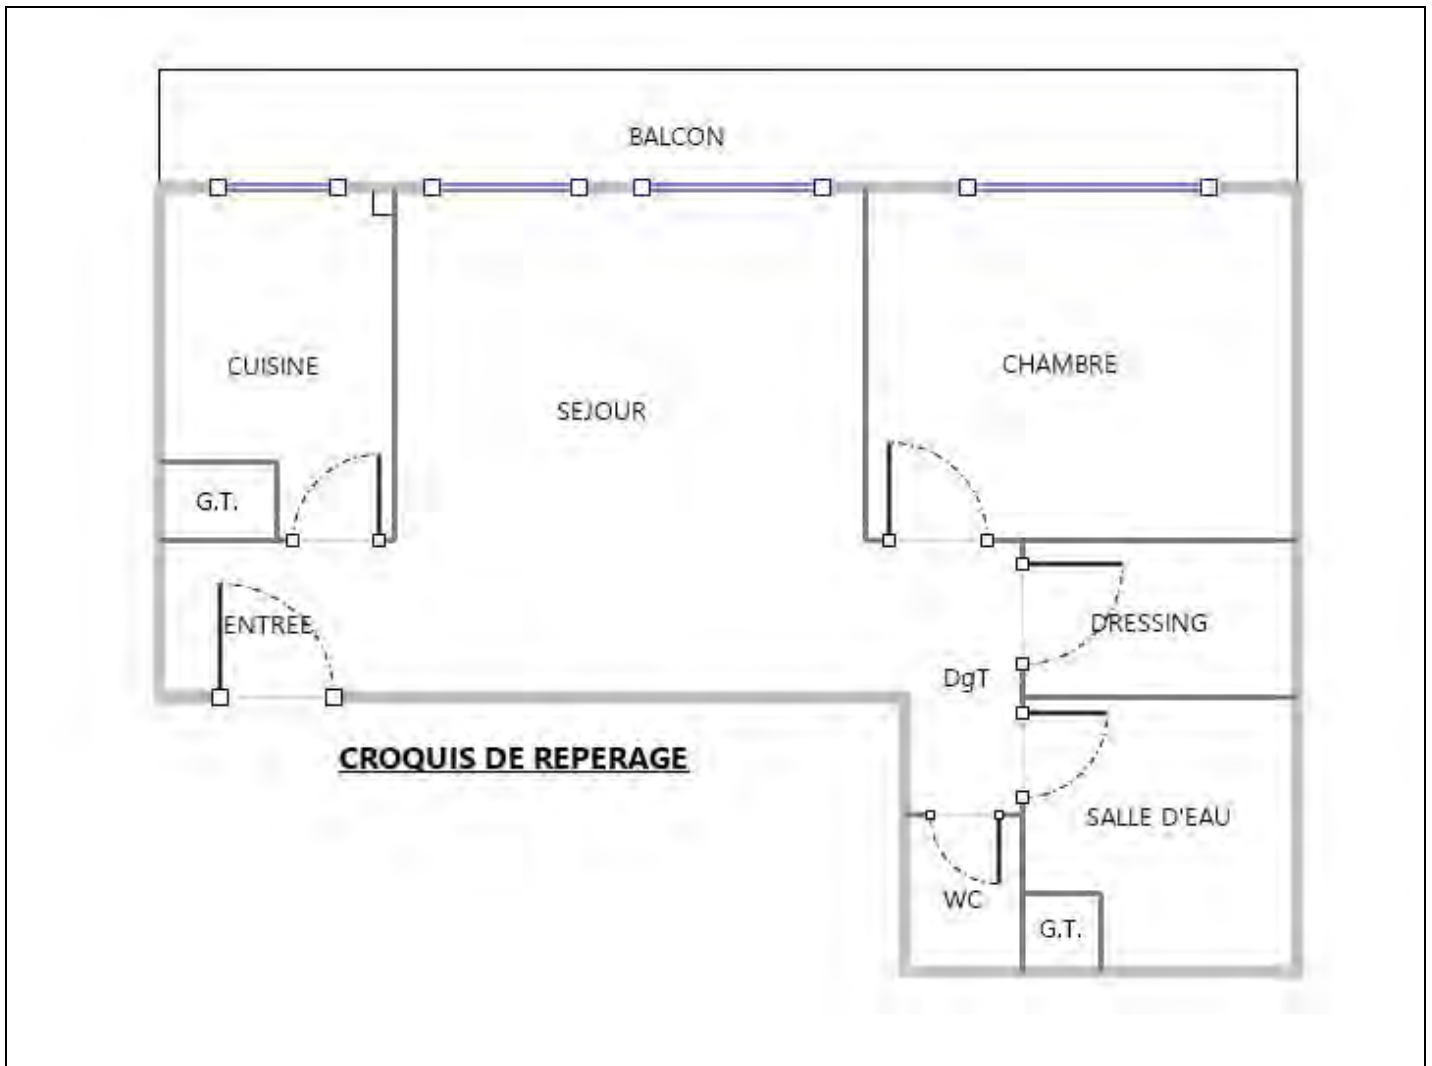 BALCON
CUISINE
SEJOUR
CHAMBRE
G.T.
ENTREE
DRESSING
DgT
CROQUIS DE REPERAGE
SALLE D'EAU
WC
G.T.